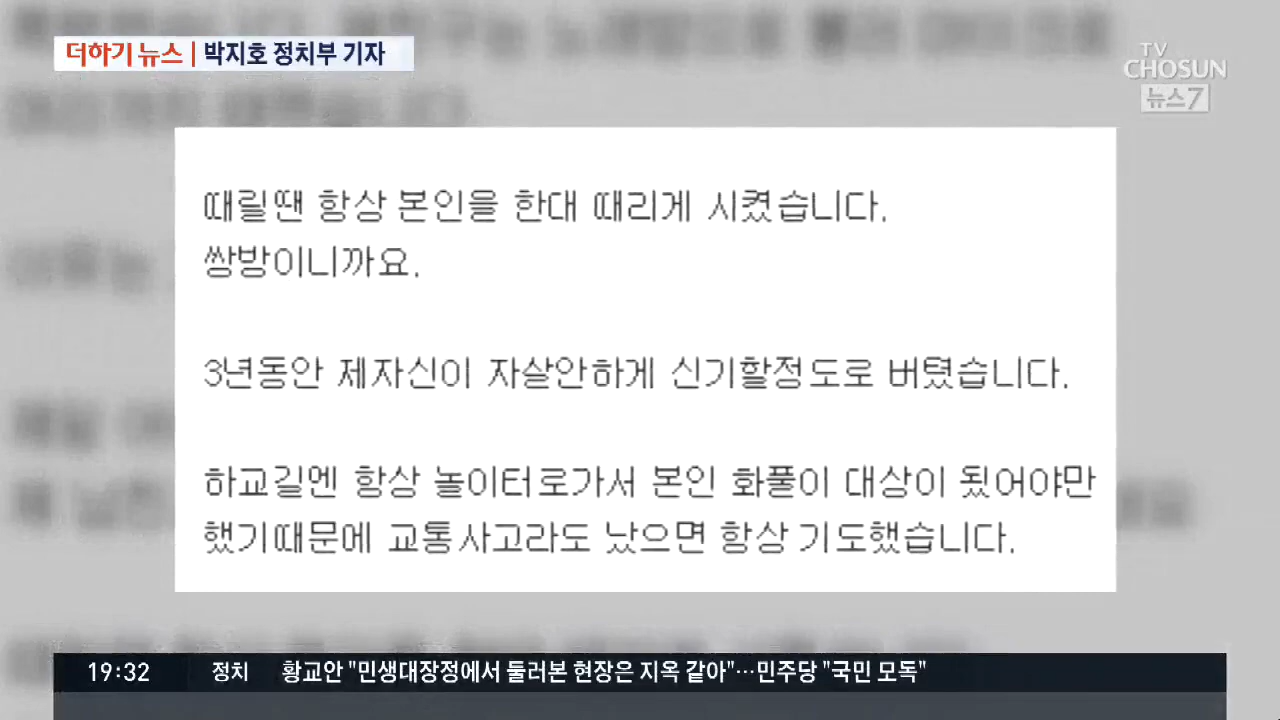 더하기 뉴스 | 박지호 정치부 기자
TV
CHOSUN
뉴스7
때릴땐 항상 본인을 한대 때리게 시켰습니다.
쌍방이니까요.
3년동안 제자신이 자살안하게 신기할정도로 버텼습니다.
하교길엔 항상 놀이터로가서 본인 화풀이 대상이 됬어야만
했기때문에 교통사고라도 났으면 항상 기도했습니다.
19:32 정치 황교안 "민생대장정에서 둘러본 현장은 지옥 같아"…민주당 "국민 모독"